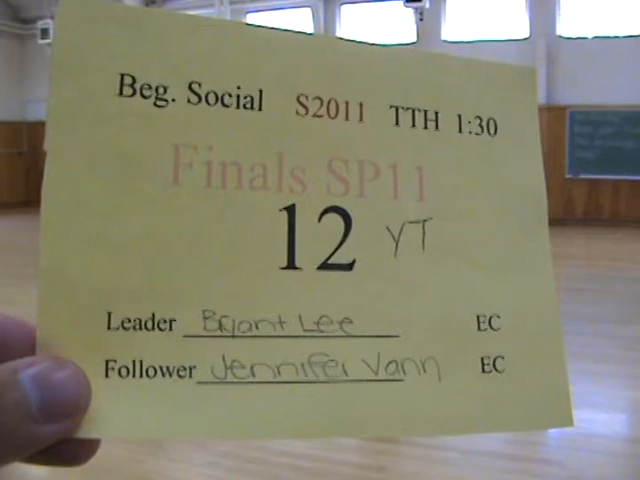 Beg. Social S2011 TTH 1:30
Finals SP11
12 YT
Leader Bryant Lee EC
Follower Jennifer Vann EC